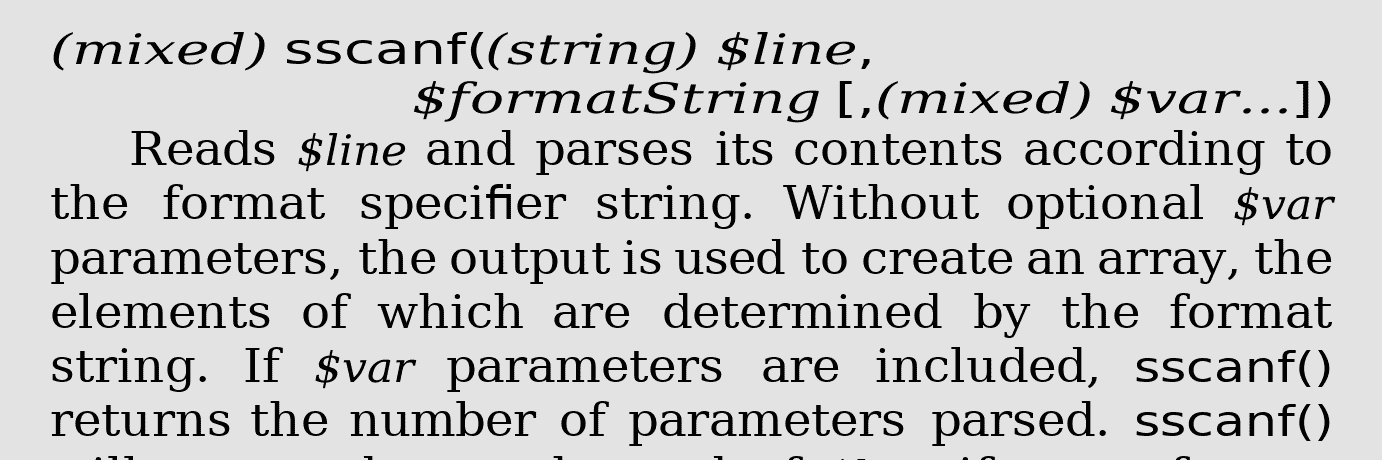 (mixed) sscanf((string) $line,
$formatString [,(mixed) $var...])
Reads $line and parses its contents according to
the format specifier string. Without optional $var
parameters, the output is used to create an array, the
elements of which are determined by the format
string. If $var parameters are included, sscanf()
returns the number of parameters parsed. sscanf()